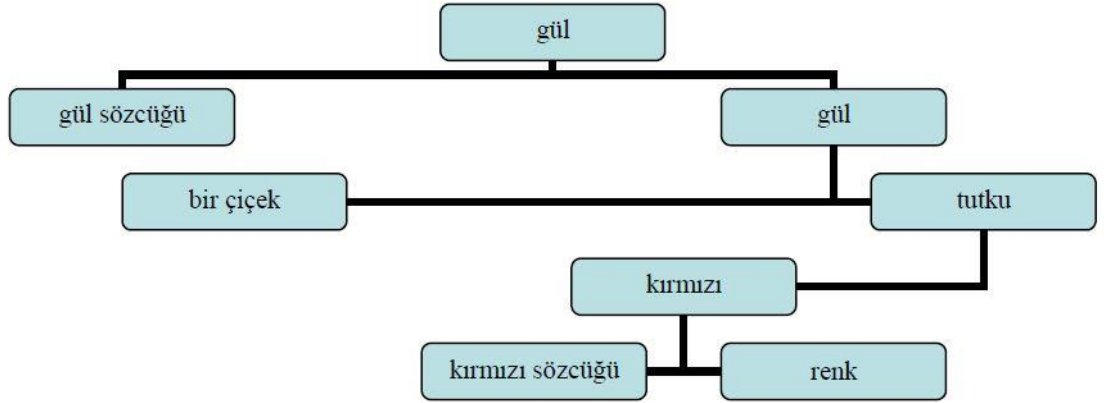 gül
gül sözcüğü
gül
bir çiçek
tutku
kırmızı
kırmızı sözcüğü
renk